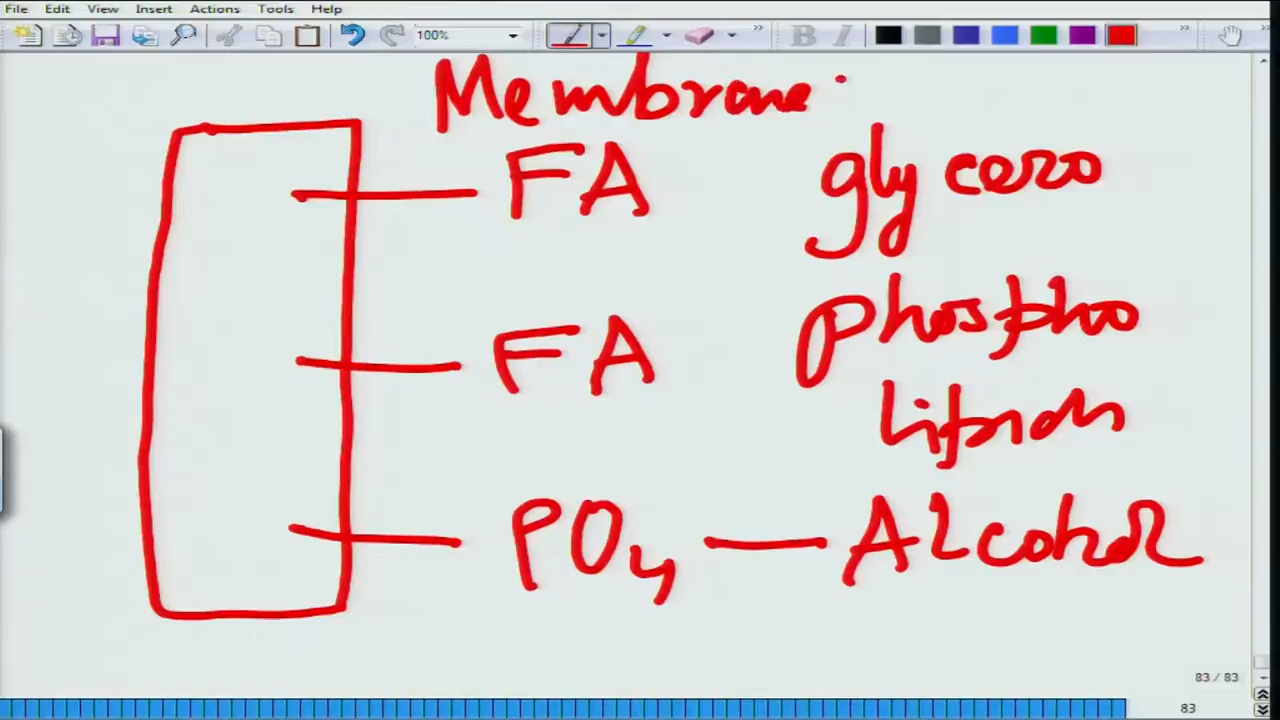 File Edit View Insert Actions Tools Help
100%
Membrane
FA
glycero
FA
phospho
lipids
PO4 — Alcohol
83 / 83
83